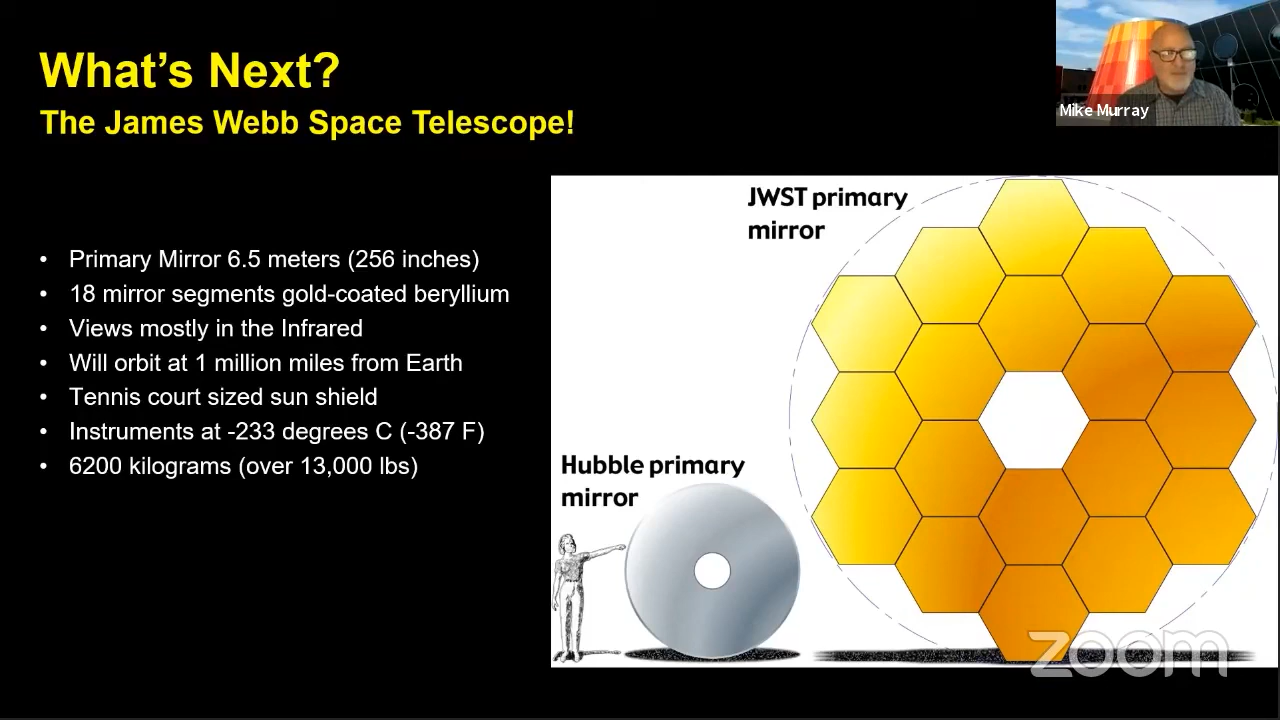 What's Next?
The James Webb Space Telescope!
Mike Murray
• Primary Mirror 6.5 meters (256 inches)
• 18 mirror segments gold-coated beryllium
• Views mostly in the Infrared
• Will orbit at 1 million miles from Earth
• Tennis court sized sun shield
• Instruments at -233 degrees C (-387 F)
• 6200 kilograms (over 13,000 lbs)
JWST primary
mirror
Hubble primary
mirror
zoom